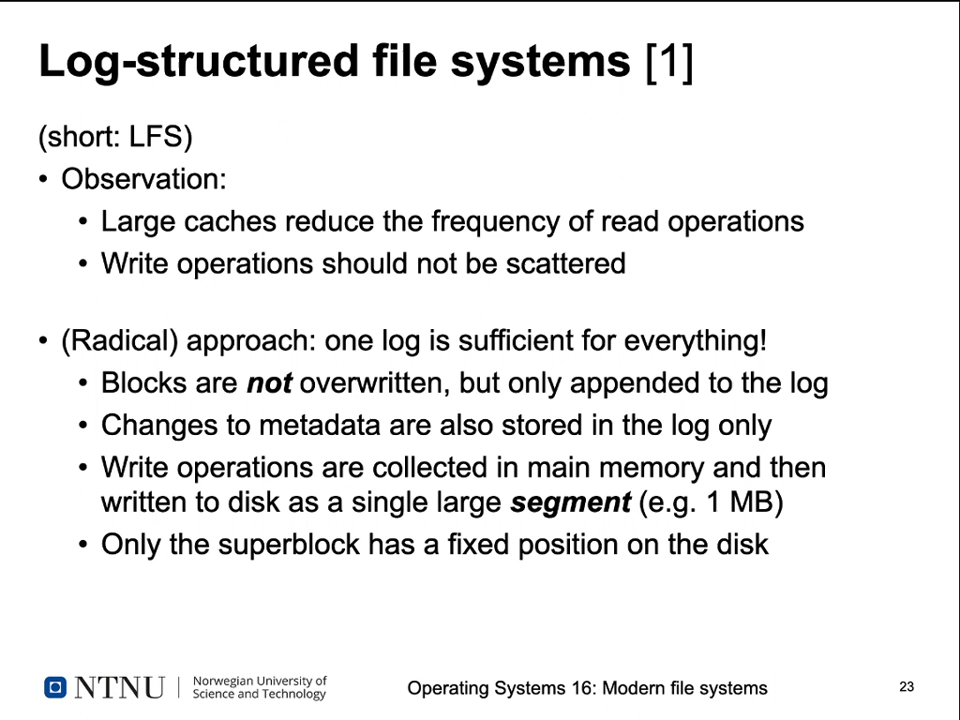 Log-structured file systems [1]
(short: LFS)
• Observation:
• Large caches reduce the frequency of read operations
• Write operations should not be scattered
• (Radical) approach: one log is sufficient for everything!
• Blocks are not overwritten, but only appended to the log
• Changes to metadata are also stored in the log only
• Write operations are collected in main memory and then
written to disk as a single large segment (e.g. 1 MB)
• Only the superblock has a fixed position on the disk
NTNU
Norwegian University of
Science and Technology
Operating Systems 16: Modern file systems
23